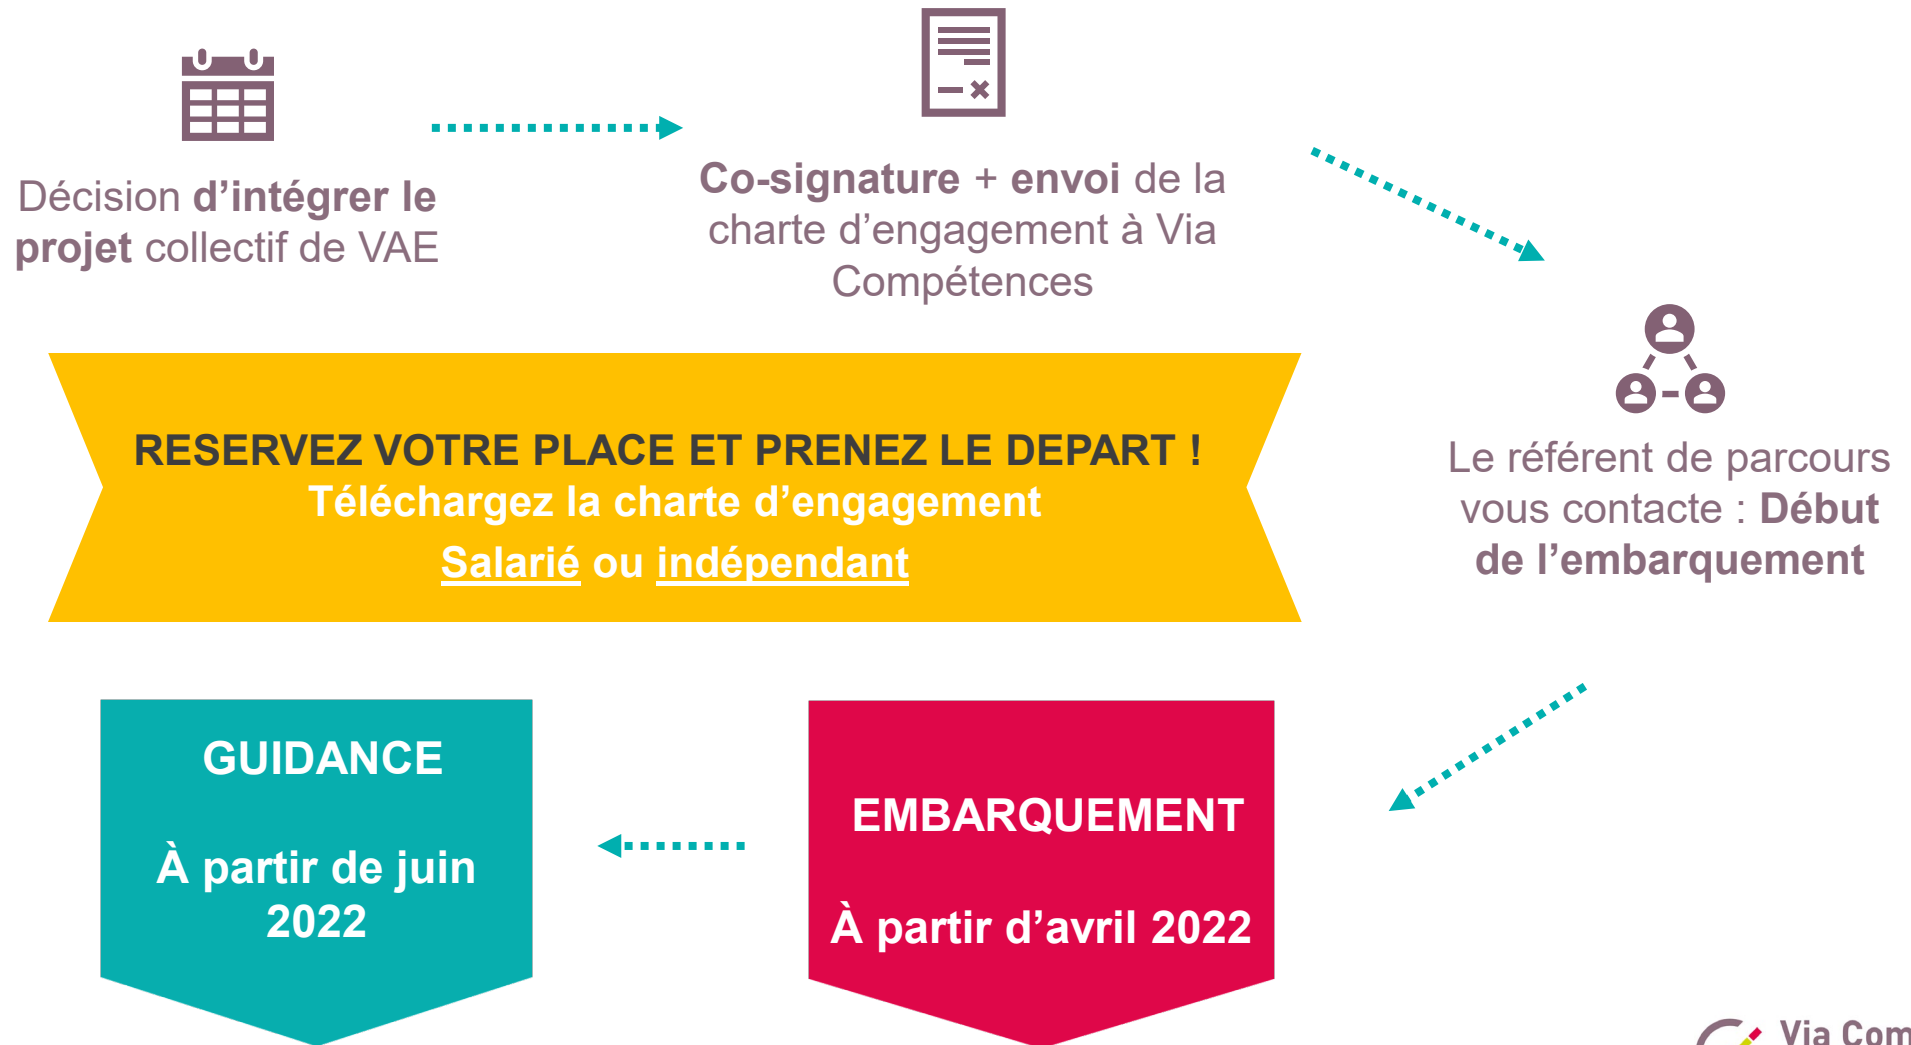 Décision d’intégrer le
projet collectif de VAE
Co-signature + envoi de la
charte d’engagement à Via
Compétences
Le référent de parcours
vous contacte : Début
de l’embarquement
RESERVEZ VOTRE PLACE ET PRENEZ LE DEPART !
Téléchargez la charte d’engagement
Salarié ou indépendant
EMBARQUEMENT
À partir d’avril 2022
GUIDANCE
À partir de juin
2022
Via Com